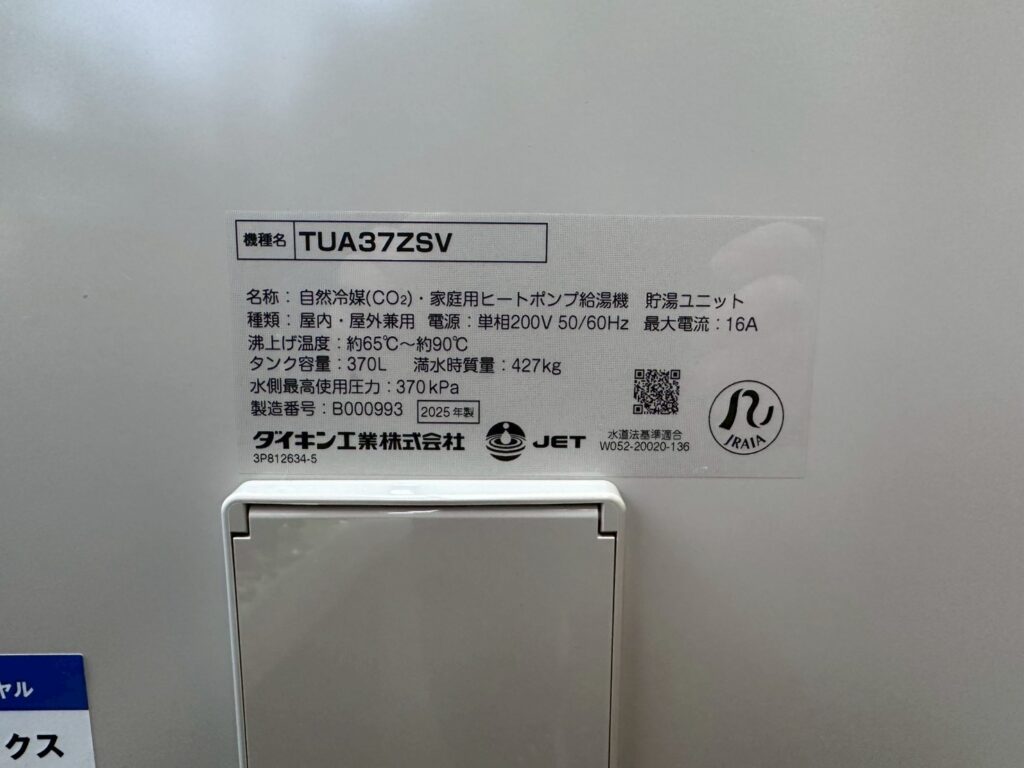 機種名 TUA37ZSV
名称：自然冷媒(CO₂)・家庭用ヒートポンプ給湯機 貯湯ユニット
種類：屋内・屋外兼用 電源：単相200V 50/60Hz 最大電流：16A
沸上げ温度：約65℃～約90℃
タンク容量：370L 満水時質量：427kg
水側最高使用圧力：370kPa
製造番号：B000993 2025年製
ダイキン工業株式会社 JET 水道法基準適合
3P812634-5 W052-20020-136
JRAIA
ャル
クス